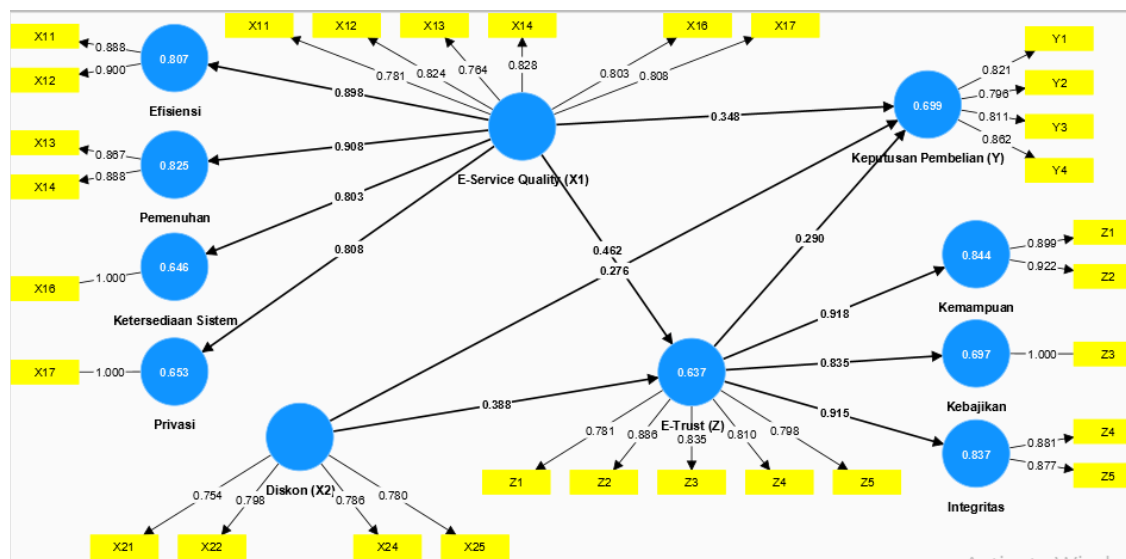 X11
X12
X13
X14
X16
X17
X11
0.888
0.900
X12
0.807
Efisiensi
0.781
0.824
0.764
0.828
0.803
0.808
Y1
Y2
Y3
Y4
0.821
0.796
0.811
0.862
0.699
Keputusan Pembelian (Y)
0.898
0.348
X13
0.867
0.888
X14
0.825
Pemenuhan
0.908
E-Service Quality (X1)
0.803
0.808
X16
1.000
0.646
Ketersediaan Sistem
0.462
0.276
0.290
0.844
Kemampuan
0.899
0.922
Z1
Z2
0.918
X17
1.000
0.653
Privasi
0.637
E-Trust (Z)
0.835
0.697
Kebajikan
1.000
Z3
0.388
0.915
0.837
Integritas
0.881
0.877
Z4
Z5
Diskon (X2)
0.781
0.886
0.835
0.810
0.798
Z1
Z2
Z3
Z4
Z5
0.754
0.798
0.786
0.780
X21
X22
X24
X25